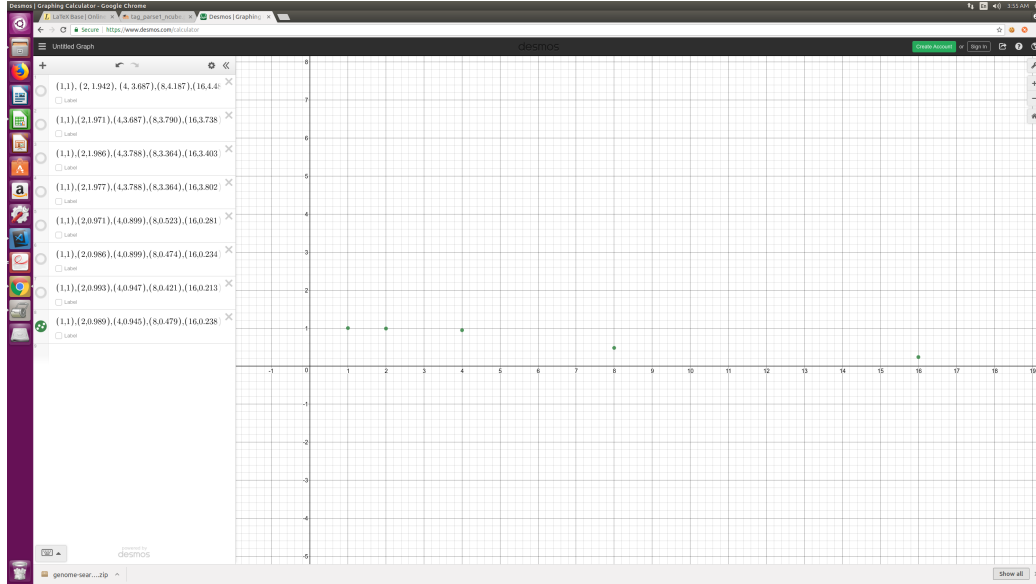 Desmos | Graphing Calculator - Google Chrome
3:55 AM
LaTeX Base | Online
tag_parse1_ncubic
Desmos | Graphing
Secure | https://www.desmos.com/calculator
Untitled Graph
desmos
Create Account or Sign In
(1,1), (2, 1.942), (4, 3.687),(8,4.187),(16,4.4
Label
(1,1),(2,1.971),(4,3.687),(8,3.790),(16,3.738
Label
(1,1),(2,1.986),(4,3.788),(8,3.364),(16,3.403
Label
(1,1),(2,1.977),(4,3.788),(8,3.364),(16,3.802
Label
(1,1),(2,0.971),(4,0.899),(8,0.523),(16,0.281
Label
(1,1),(2,0.986),(4,0.899),(8,0.474),(16,0.234
Label
(1,1),(2,0.993),(4,0.947),(8,0.421),(16,0.213
Label
(1,1),(2,0.989),(4,0.945),(8,0.479),(16,0.238
Label
powered by
desmos
8
7
6
5
4
3
2
1
-1 0 1 2 3 4 5 6 7 8 9 10 11 12 13 14 15 16 17 18 19
-1
-2
-3
-4
-5
genome-sear....zip
Show all